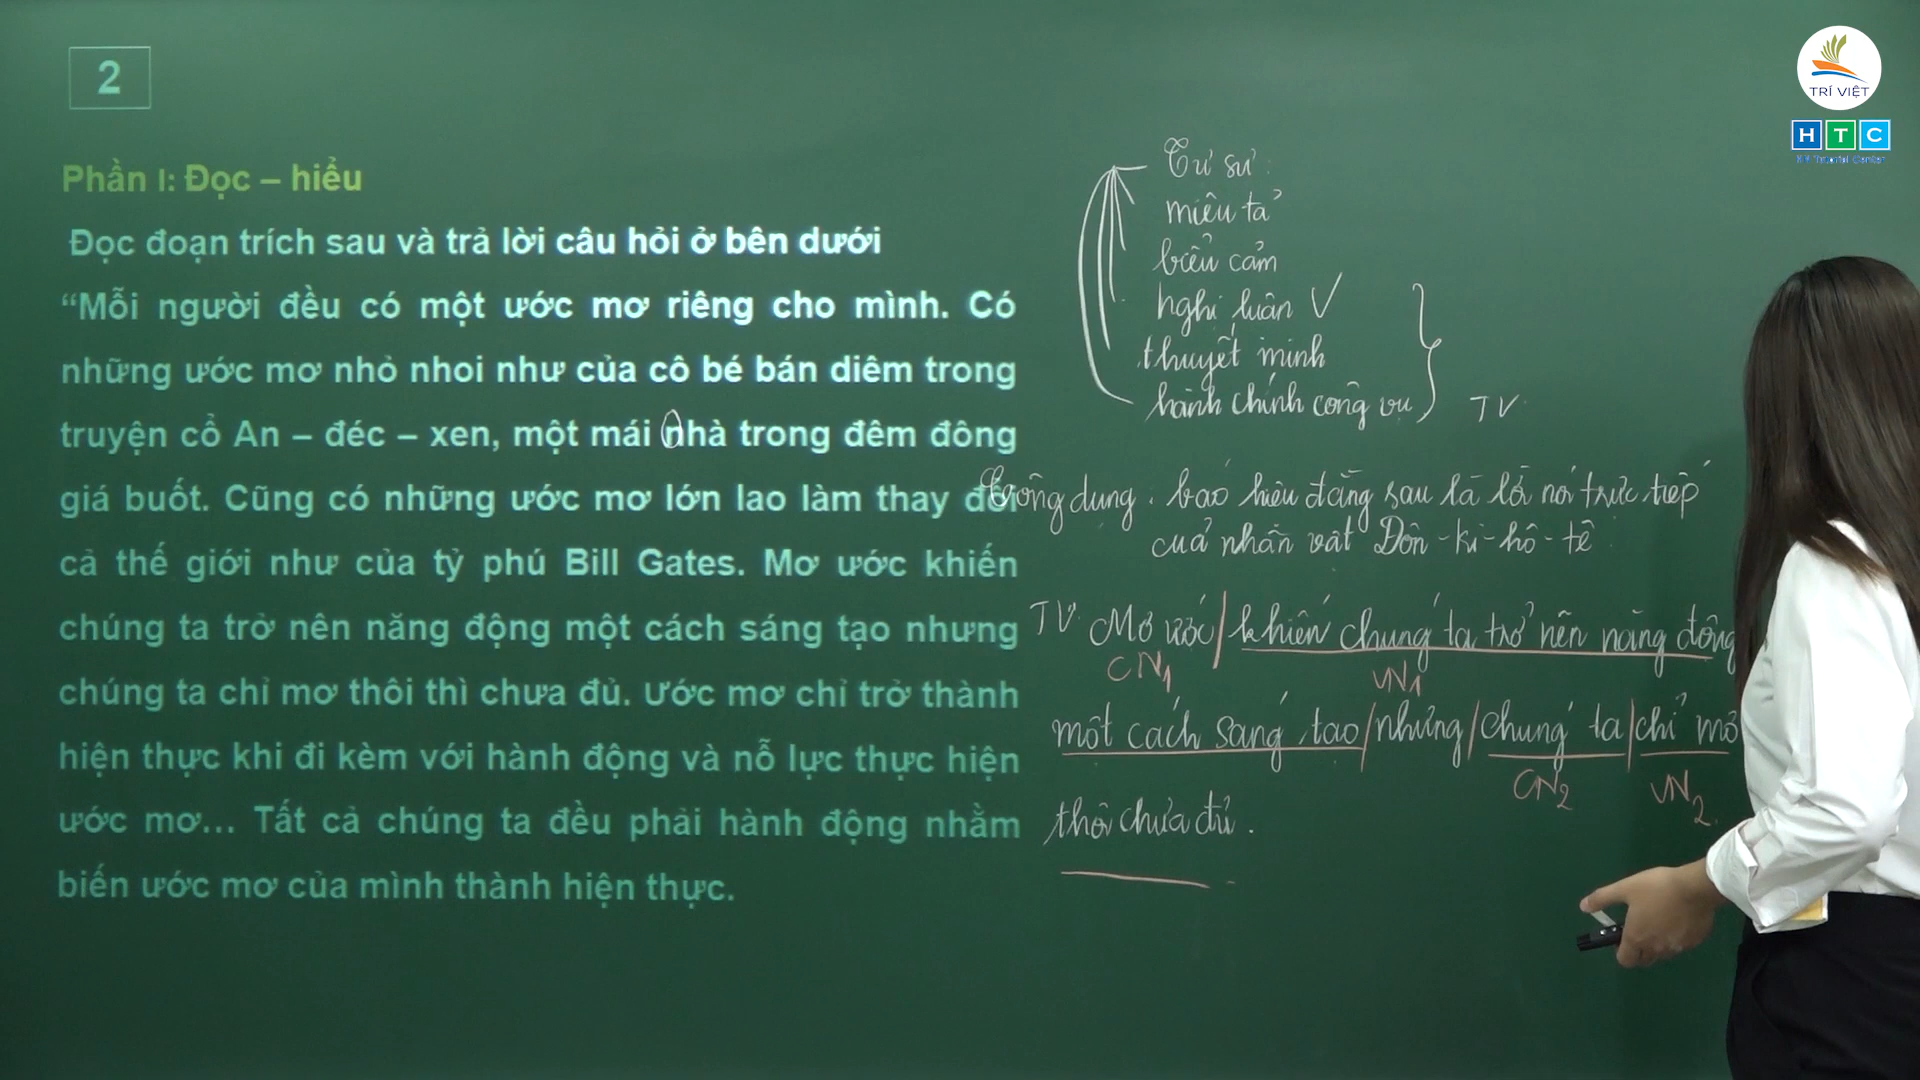 2
Phần I: Đọc – hiểu
Đọc đoạn trích sau và trả lời câu hỏi ở bên dưới
“Mỗi người đều có một ước mơ riêng cho mình. Có
những ước mơ nhỏ nhoi như của cô bé bán diêm trong
truyện cổ An – đéc – xen, một mái nhà trong đêm đông
giá buốt. Cũng có những ước mơ lớn lao làm thay đổi
cả thế giới như của tỷ phú Bill Gates. Mơ ước khiến
chúng ta trở nên năng động một cách sáng tạo nhưng
chúng ta chỉ mơ thôi thì chưa đủ. Ước mơ chỉ trở thành
hiện thực khi đi kèm với hành động và nỗ lực thực hiện
ước mơ... Tất cả chúng ta đều phải hành động nhằm
biến ước mơ của mình thành hiện thực.
Tự sự:
miêu tả
biểu cảm
nghị luận V
thuyết minh
hành chính công vụ TV
Công dụng: báo hiệu đằng sau là lời nói trực tiếp
của nhân vật Đôn-ki-hô-tê
TV: Mơ ước / khiến chúng ta trở nên năng động
CN1 VN1
một cách sáng tạo / nhưng / chúng ta / chỉ mơ
CN2 VN2
thôi chưa đủ.
TRÍ VIỆT
HTC